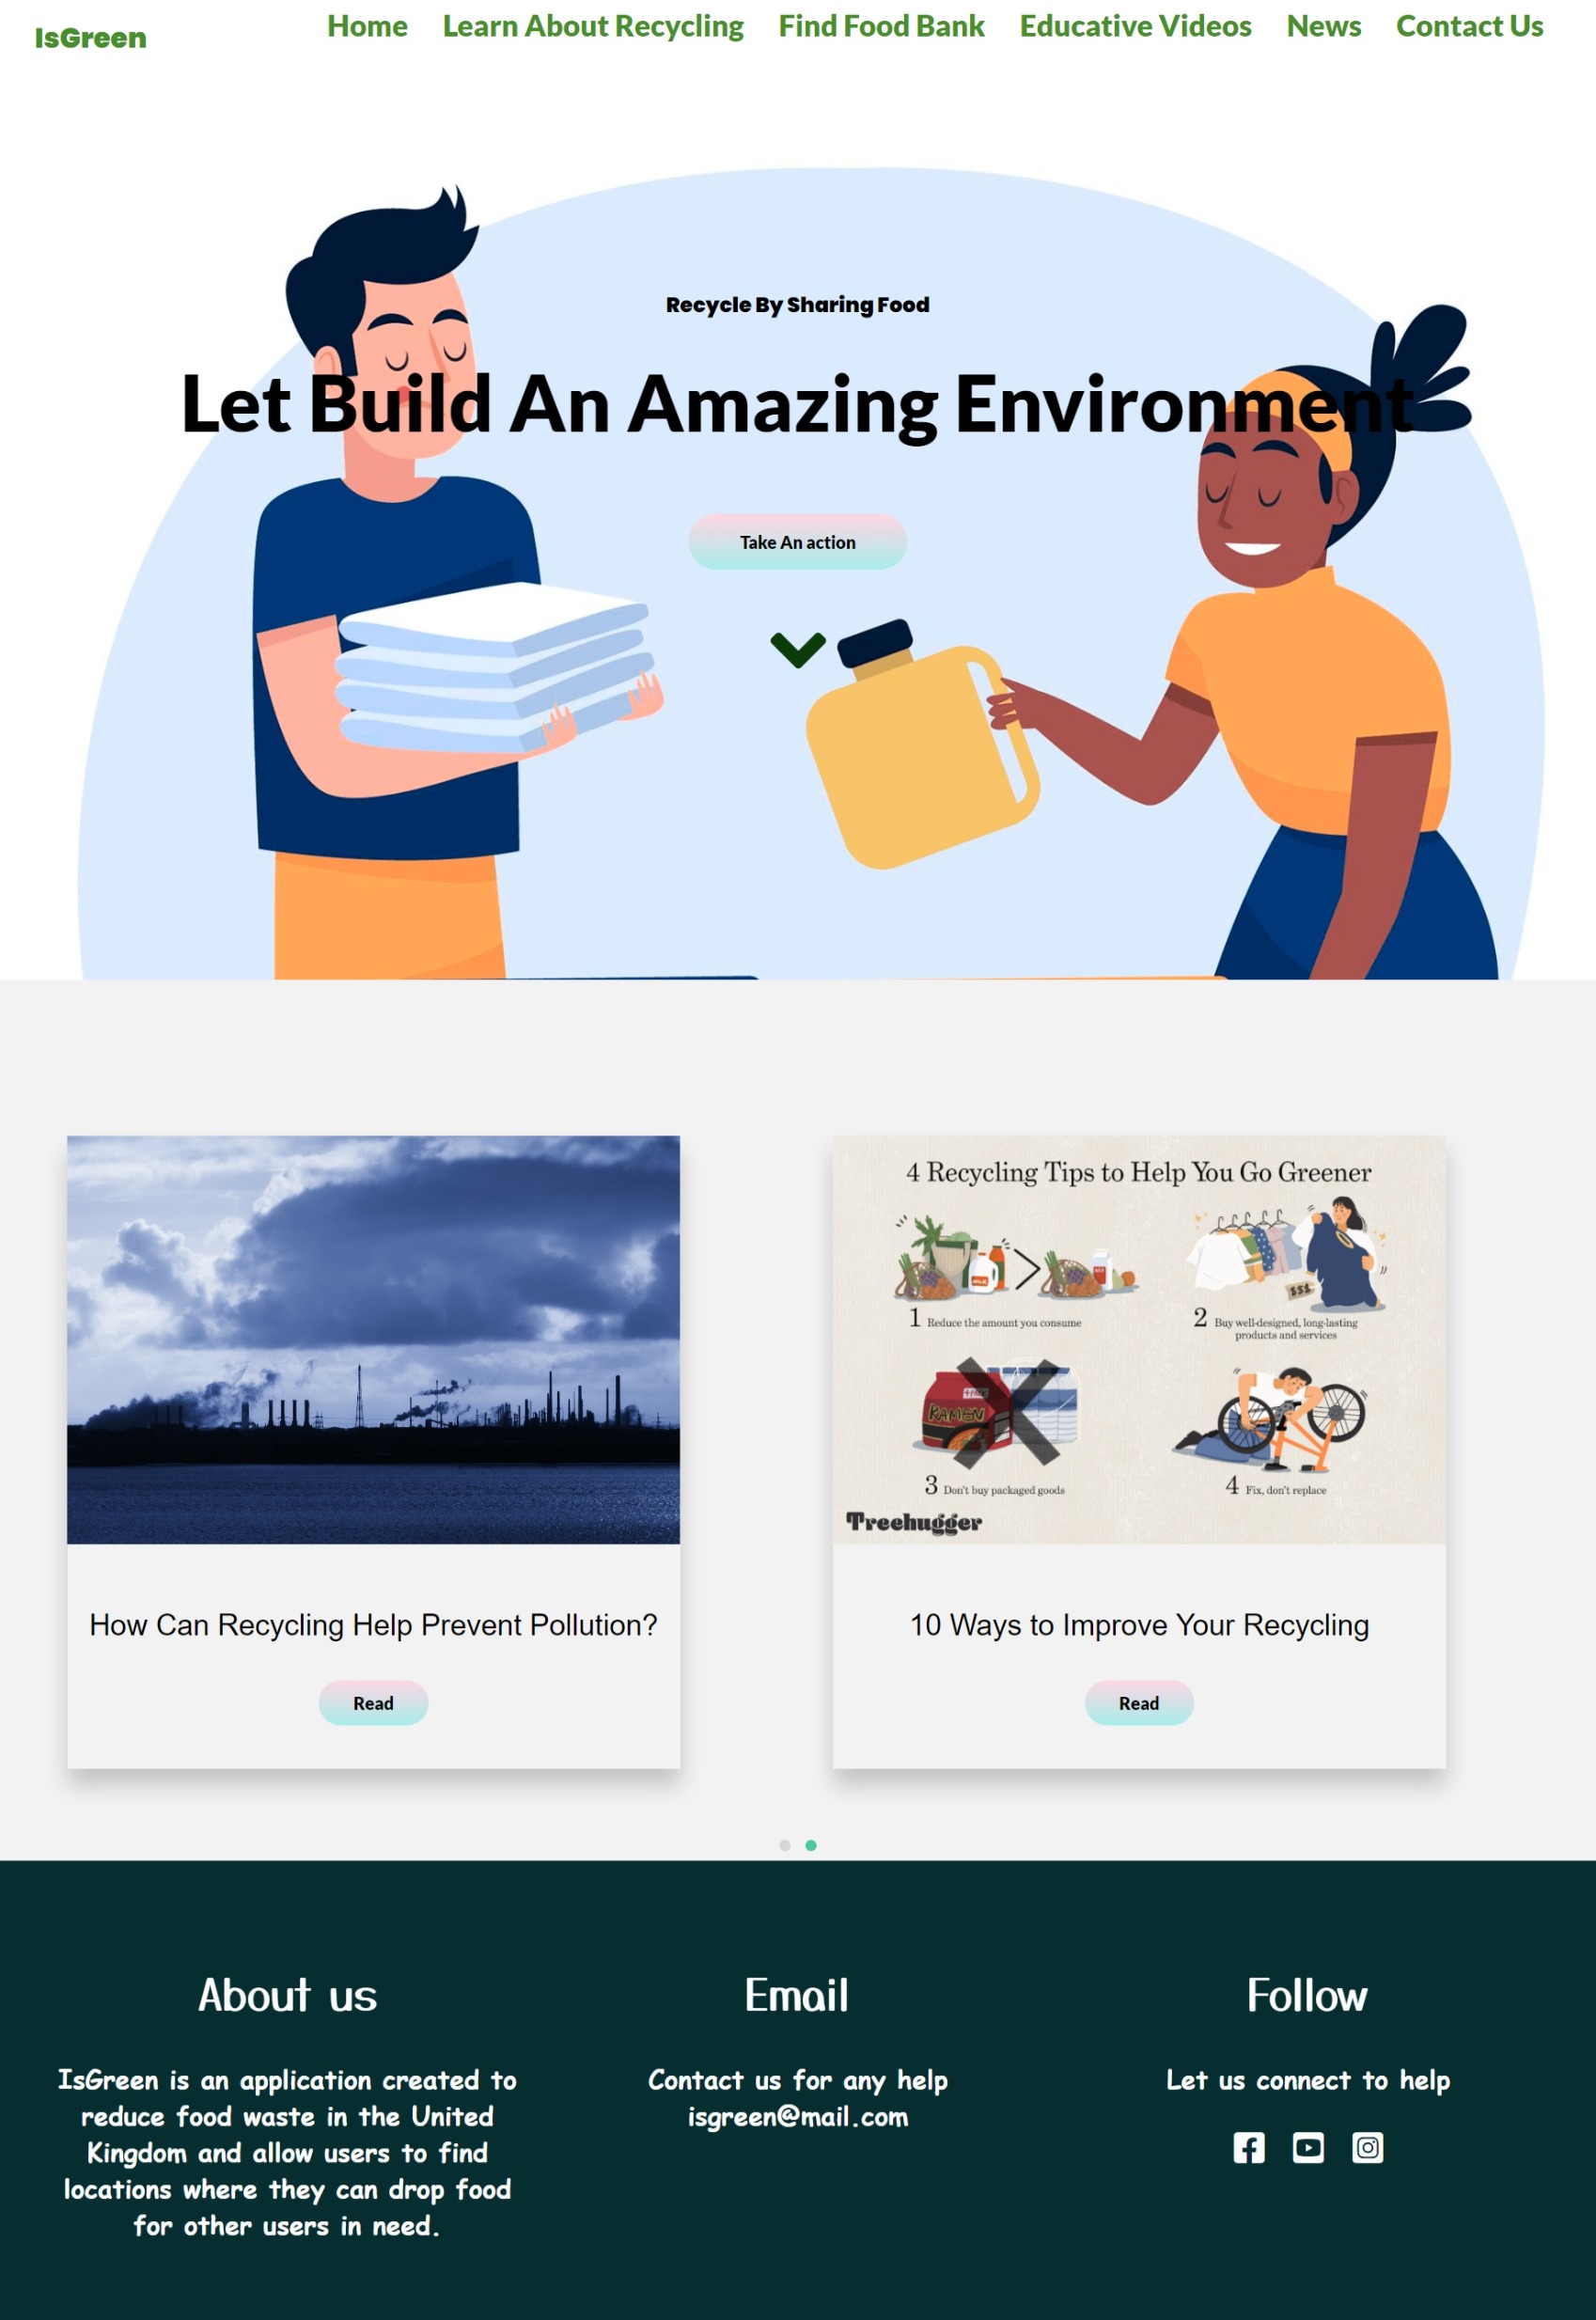 IsGreen
Home Learn About Recycling Find Food Bank Educative Videos News Contact Us
Recycle By Sharing Food
Let Build An Amazing Environment
Take An action
4 Recycling Tips to Help You Go Greener
MILK
$$$
1 Reduce the amount you consume
2 Buy well-designed, long-lasting
products and services
4 PACK
RAMEN
3 Don't buy packaged goods
4 Fix, don't replace
Treehugger
How Can Recycling Help Prevent Pollution?
Read
10 Ways to Improve Your Recycling
Read
About us
IsGreen is an application created to
reduce food waste in the United
Kingdom and allow users to find
locations where they can drop food
for other users in need.
Email
Contact us for any help
isgreen@mail.com
Follow
Let us connect to help